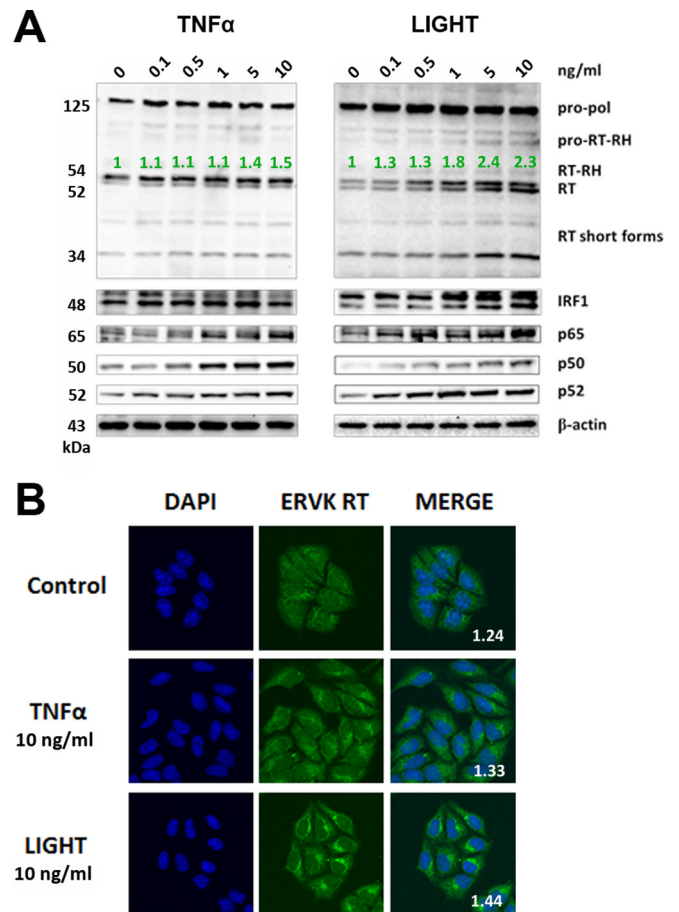 A
TNFα LIGHT
0 0.1 0.5 1 5 10 0 0.1 0.5 1 5 10 ng/ml
125 pro-pol
pro-RT-RH
1 1.1 1.1 1.1 1.4 1.5 1 1.3 1.3 1.8 2.4 2.3
54 RT-RH
52 RT
RT short forms
34
48 IRF1
65 p65
50 p50
52 p52
43 β-actin
kDa
B
DAPI ERVK RT MERGE
Control
1.24
TNFα
10 ng/ml
1.33
LIGHT
10 ng/ml
1.44